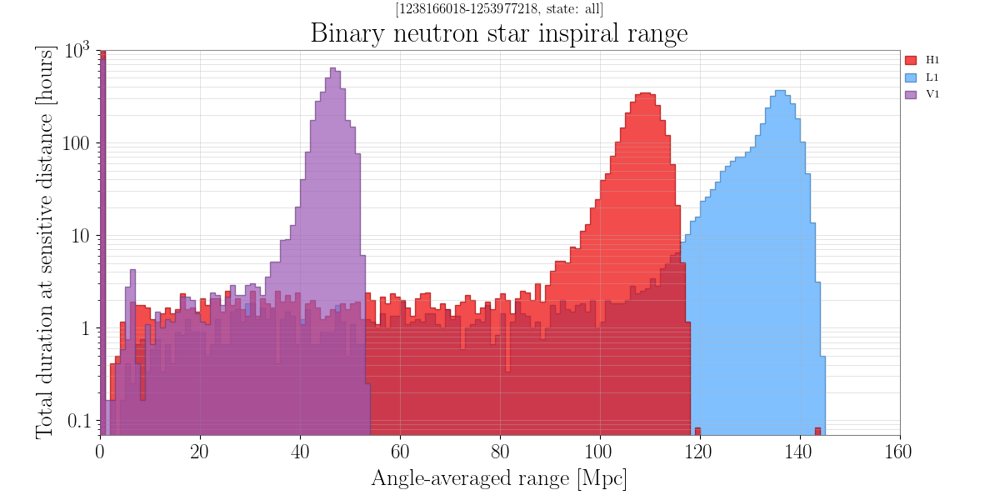 [1238166018-1253977218, state: all]
Binary neutron star inspiral range
Total duration at sensitive distance [hours]
10³
100
10
1
0.1
H1
L1
V1
0 20 40 60 80 100 120 140 160
Angle-averaged range [Mpc]